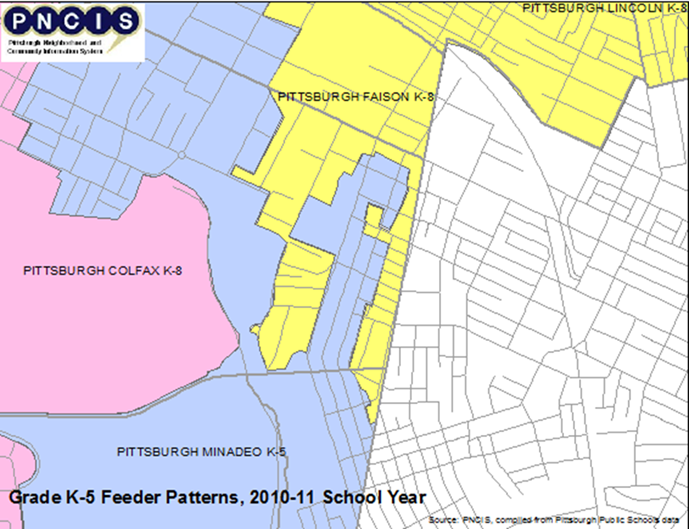 PNCIS
Pittsburgh Neighborhood and
Community Information System
PITTSBURGH LINCOLN K-8
PITTSBURGH FAISON K-8
PITTSBURGH COLFAX K-8
PITTSBURGH MINADEO K-5
Grade K-5 Feeder Patterns, 2010-11 School Year
Source: PNCIS, compiled from Pittsburgh Public Schools data